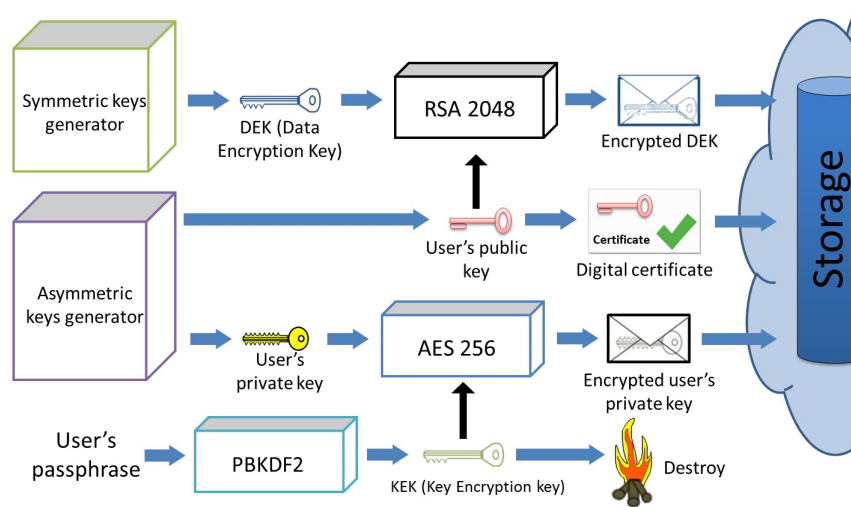 Symmetric keys
generator
DEK (Data
Encryption Key)
RSA 2048
Encrypted DEK
Storage
Asymmetric
keys generator
User's public
key
Certificate
Digital certificate
User's
private key
AES 256
Encrypted user's
private key
User's
passphrase
PBKDF2
KEK (Key Encryption key)
Destroy